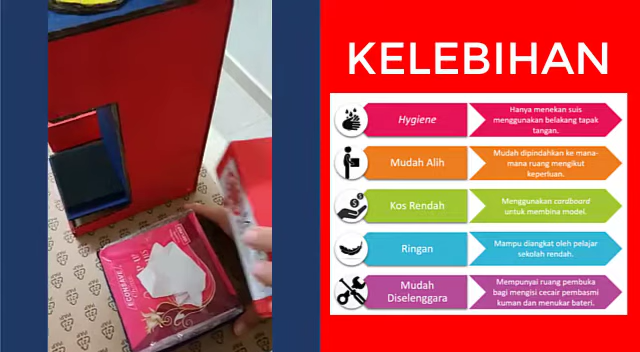 KELEBIHAN
Hygiene
Hanya menekan suis
menggunakan belakang tapak
tangan.
Mudah Alih
Mudah dipindahkan ke mana-
mana ruang mengikut
keperluan.
Kos Rendah
Menggunakan cardboard
untuk membina model.
Ringan
Mampu diangkat oleh pelajar
sekolah rendah.
Mudah
Diselenggara
Mempunyai ruang pembuka
bagi mengisi cecair pembasmi
kuman dan menukar bateri.
ECONSAVE